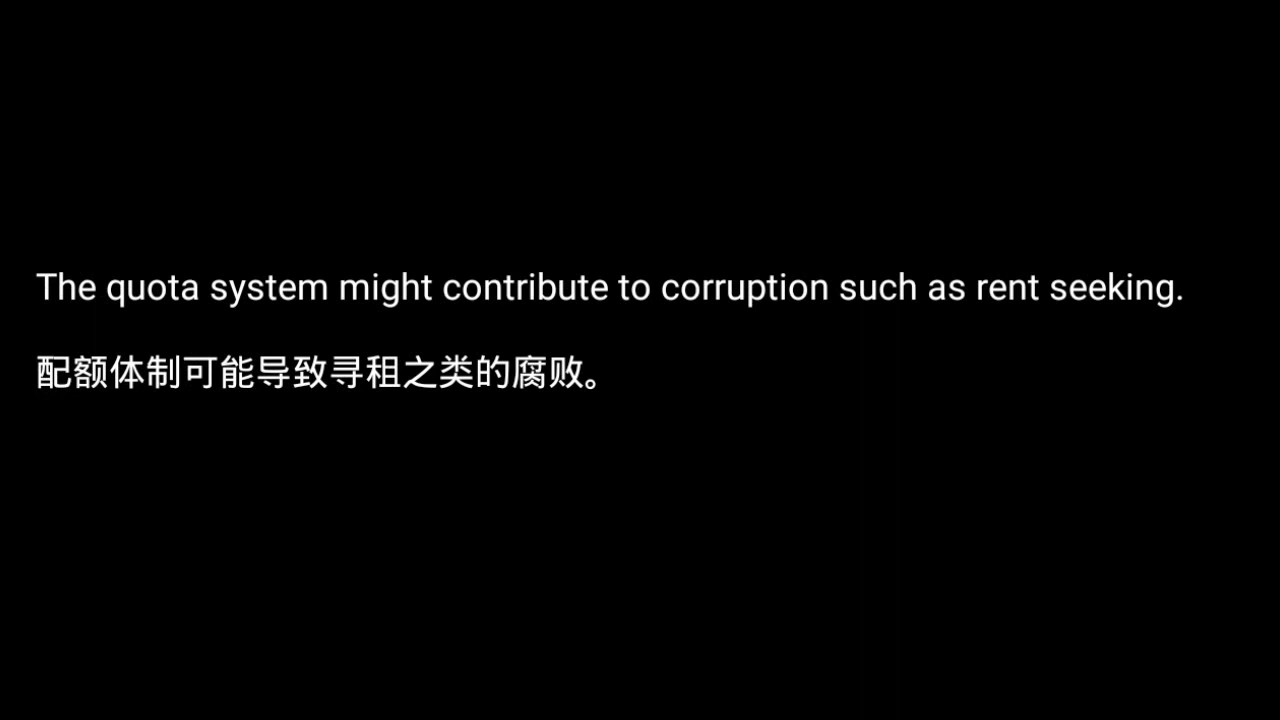 The quota system might contribute to corruption such as rent seeking.
配额体制可能导致寻租之类的腐败。